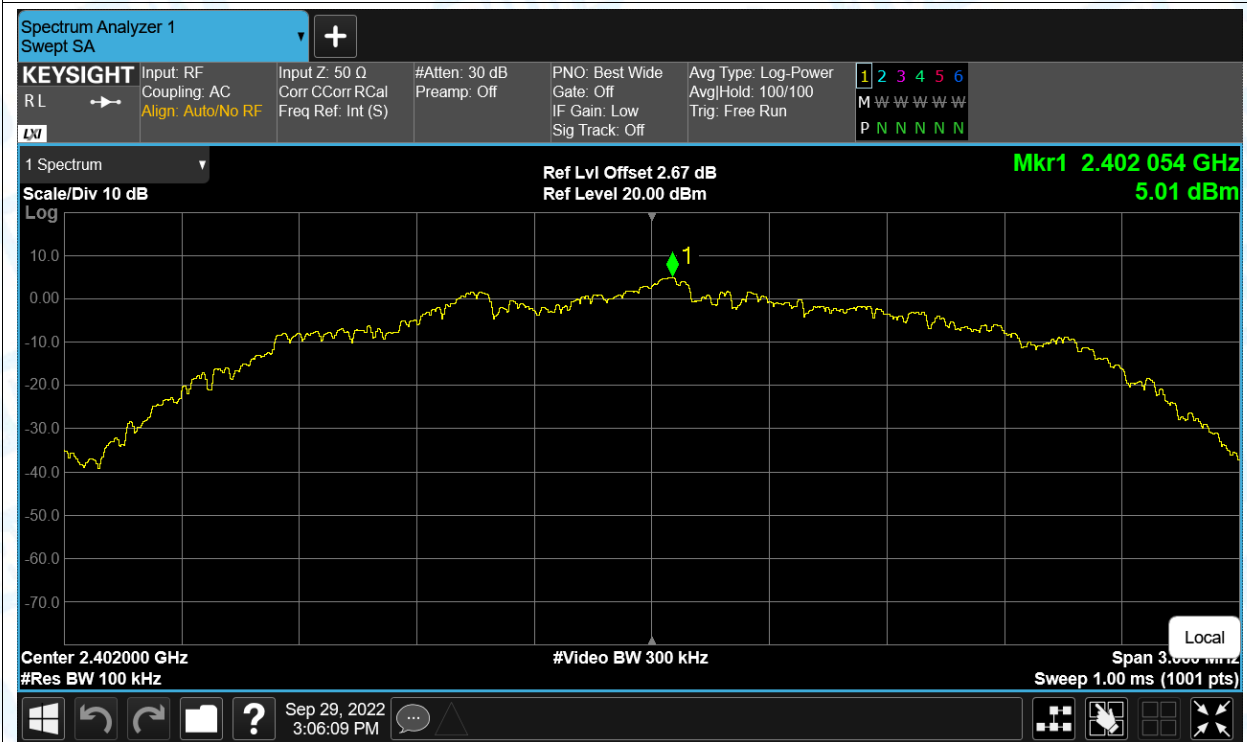 Spectrum Analyzer 1
Swept SA
KEYSIGHT
R L
LXI
Input: RF
Coupling: AC
Align: Auto/No RF
Input Z: 50 Ω
Corr CCorr RCal
Freq Ref: Int (S)
#Atten: 30 dB
Preamp: Off
PNO: Best Wide
Gate: Off
IF Gain: Low
Sig Track: Off
Avg Type: Log-Power
Avg|Hold: 100/100
Trig: Free Run
1 2 3 4 5 6
M W W W W W
P N N N N N
1 Spectrum
Scale/Div 10 dB
Ref Lvl Offset 2.67 dB
Ref Level 20.00 dBm
Mkr1 2.402 054 GHz
5.01 dBm
Log
1
10.0
0.00
-10.0
-20.0
-30.0
-40.0
-50.0
-60.0
-70.0
Local
Center 2.402000 GHz
#Video BW 300 kHz
Span
#Res BW 100 kHz
Sweep 1.00 ms (1001 pts)
?
Sep 29, 2022
3:06:09 PM